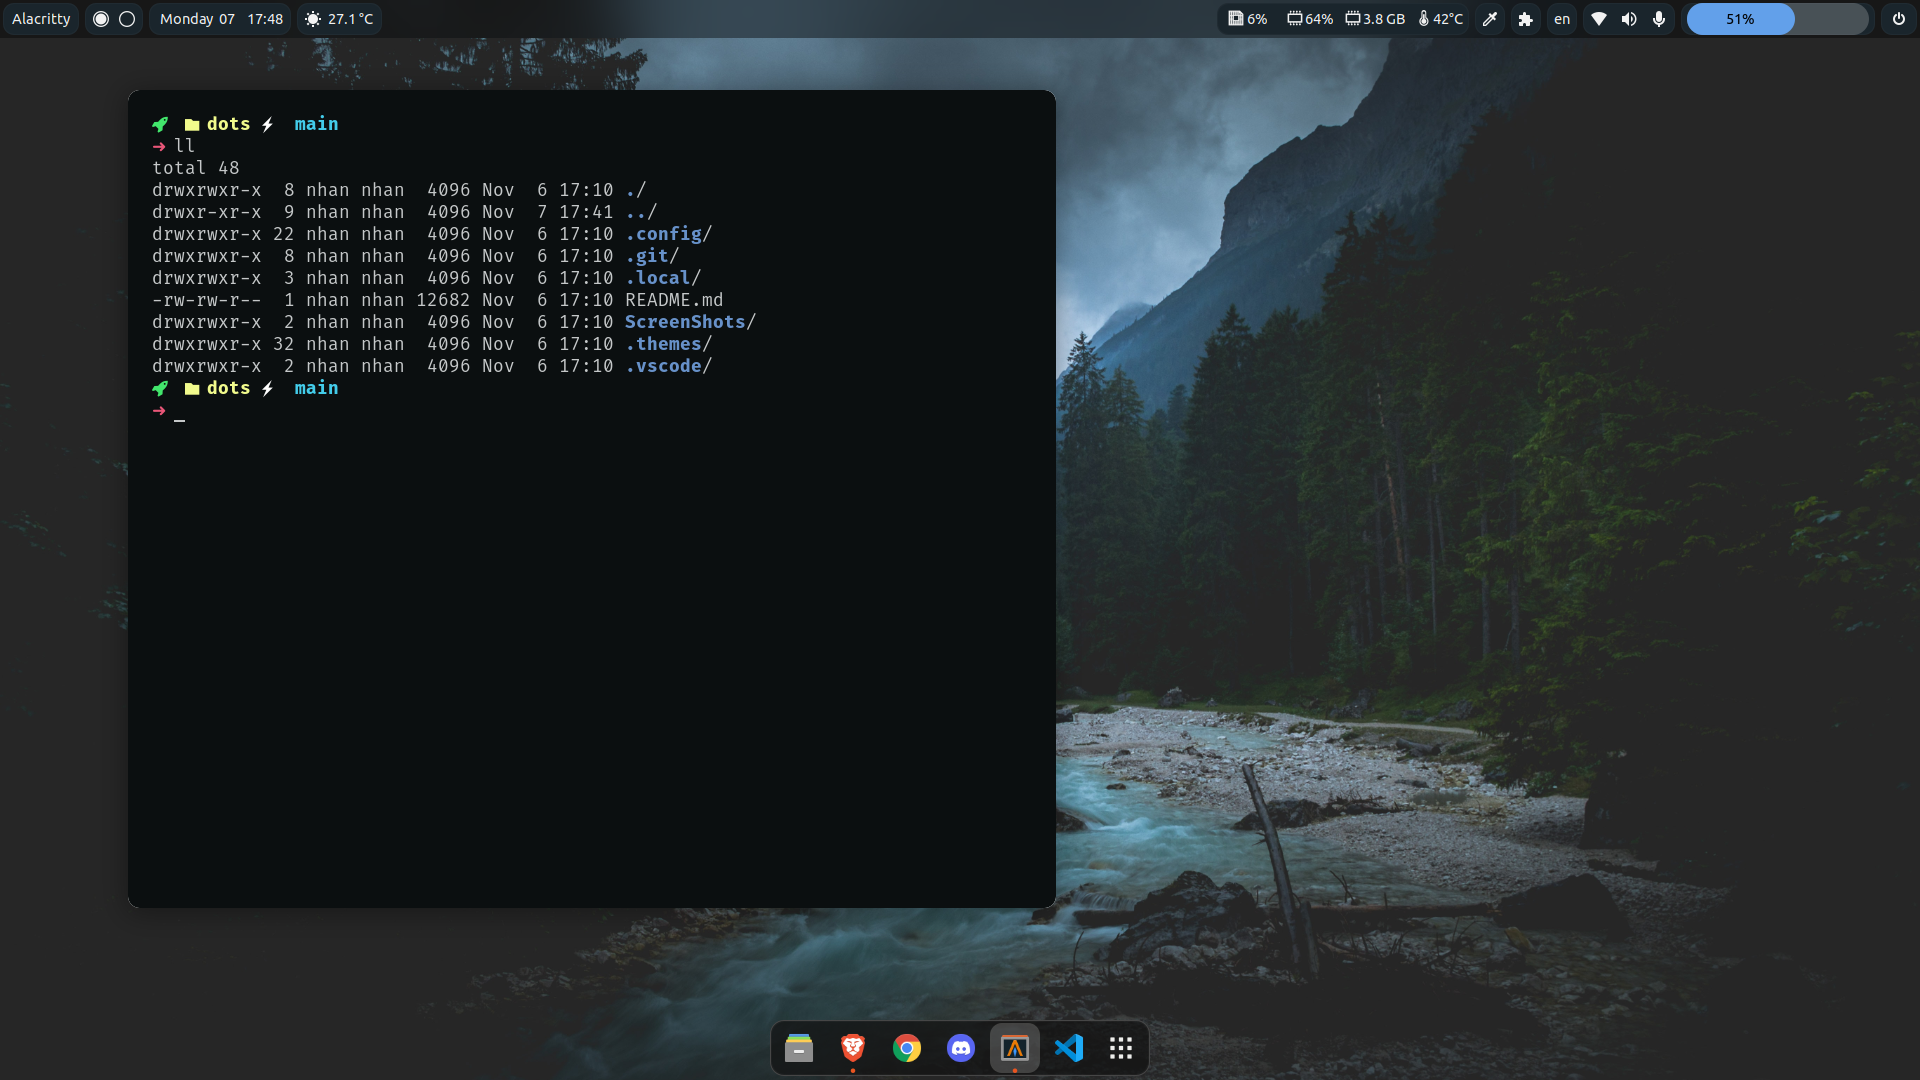 Alacritty
Monday 07 17:48
27.1 °C
6% 64% 3.8 GB 42°C
en
51%
dots main
➜ ll
total 48
drwxrwxr-x  8 nhan nhan  4096 Nov  6 17:10 ./
drwxr-xr-x  9 nhan nhan  4096 Nov  7 17:41 ../
drwxrwxr-x 22 nhan nhan  4096 Nov  6 17:10 .config/
drwxrwxr-x  8 nhan nhan  4096 Nov  6 17:10 .git/
drwxrwxr-x  3 nhan nhan  4096 Nov  6 17:10 .local/
-rw-rw-r--  1 nhan nhan 12682 Nov  6 17:10 README.md
drwxrwxr-x  2 nhan nhan  4096 Nov  6 17:10 ScreenShots/
drwxrwxr-x 32 nhan nhan  4096 Nov  6 17:10 .themes/
drwxrwxr-x  2 nhan nhan  4096 Nov  6 17:10 .vscode/
dots main
➜ _